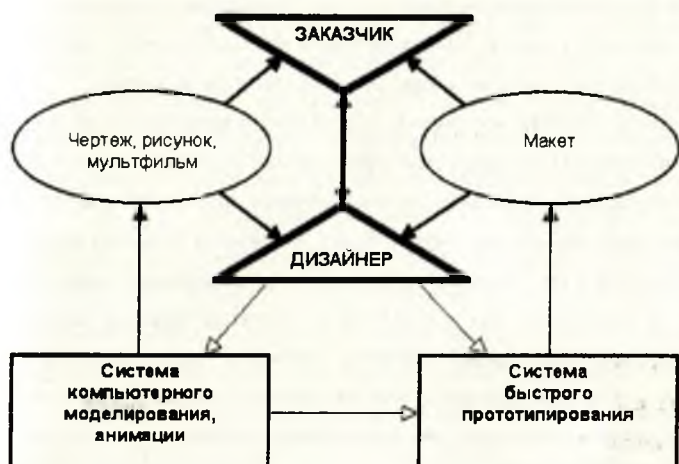 ЗАКАЗЧИК
Чертеж, рисунок,
мультфильм
Макет
ДИЗАЙНЕР
Система
компьютерного
моделирования,
анимации
Система
быстрого
прототипирования